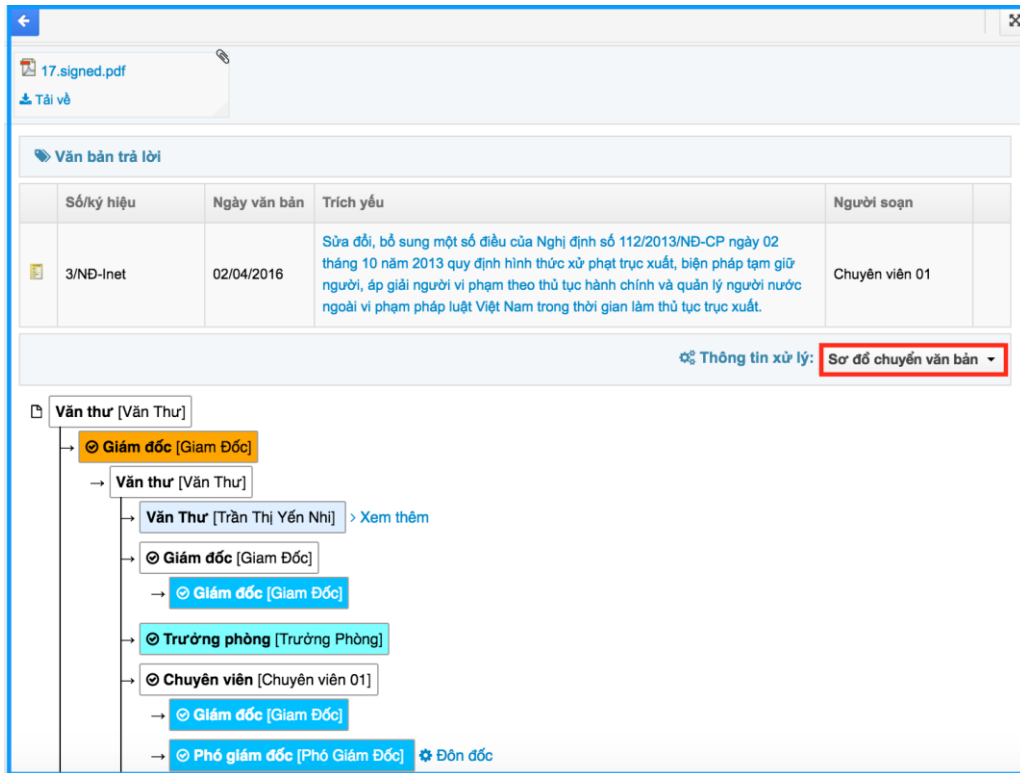 17.signed.pdf
Tải về
Văn bản trả lời
Số/ký hiệu Ngày văn bản Trích yếu Người soạn
3/NĐ-Inet 02/04/2016 Sửa đổi, bổ sung một số điều của Nghị định số 112/2013/NĐ-CP ngày 02
tháng 10 năm 2013 quy định hình thức xử phạt trục xuất, biện pháp tạm giữ
người, áp giải người vi phạm theo thủ tục hành chính và quản lý người nước
ngoài vi phạm pháp luật Việt Nam trong thời gian làm thủ tục trục xuất. Chuyên viên 01
Thông tin xử lý: Sơ đồ chuyển văn bản
Văn thư [Văn Thư]
→ Giám đốc [Giam Đốc]
→ Văn thư [Văn Thư]
→ Văn Thư [Trần Thị Yến Nhi] > Xem thêm
→ Giám đốc [Giam Đốc]
→ Giám đốc [Giam Đốc]
→ Trưởng phòng [Trưởng Phòng]
→ Chuyên viên [Chuyên viên 01]
→ Giám đốc [Giam Đốc]
→ Phó giám đốc [Phó Giám Đốc] Đôn đốc